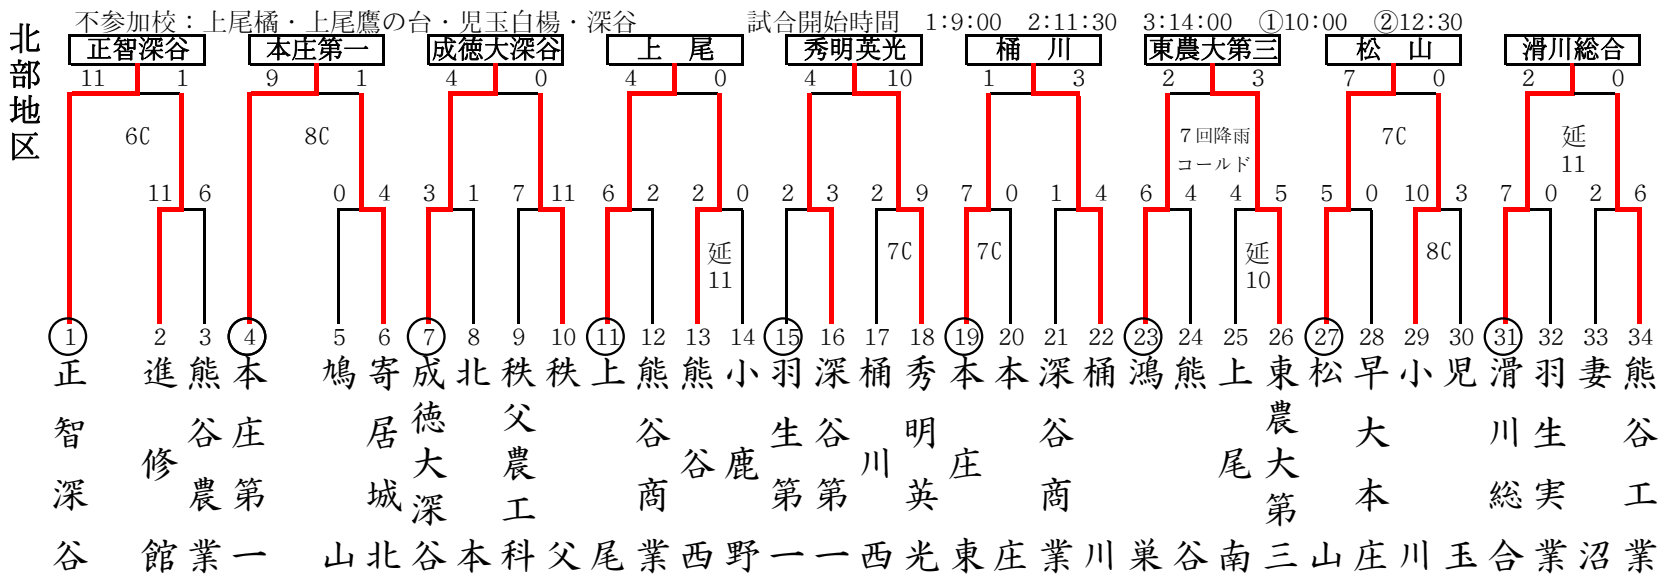 不参加校：上尾橘・上尾鷹の台・児玉白楊・深谷　試合開始時間　1:9:00　2:11:30　3:14:00　①10:00　②12:30
北部地区
正智深谷　本庄第一　成徳大深谷　上　尾　秀明英光　桶　川　東農大第三　松　山　滑川総合
11 1 9 1 4 0 4 0 4 10 1 3 2 3 7 0 2 0
6C 8C ７回降雨コールド 7C 延11
11 6 0 4 3 1 7 11 6 2 2 0 2 3 2 9 7 0 1 4 6 4 4 5 5 0 10 3 7 0 2 6
延11 7C 7C 延10 8C
1 2 3 4 5 6 7 8 9 10 11 12 13 14 15 16 17 18 19 20 21 22 23 24 25 26 27 28 29 30 31 32 33 34
正智深谷
進修館
熊谷農業
本庄第一
鳩山
寄居城北
成徳大深谷
北本
秩父農工科
秩父
上尾
熊谷商業
熊谷西
小鹿野
羽生第一
深谷第一
桶川西
秀明英光
本庄東
本庄
深谷商業
桶川
鴻巣
熊谷
上尾南
東農大第三
松山
早大本庄
小川
児玉
滑川総合
羽生実業
妻沼
熊谷工業